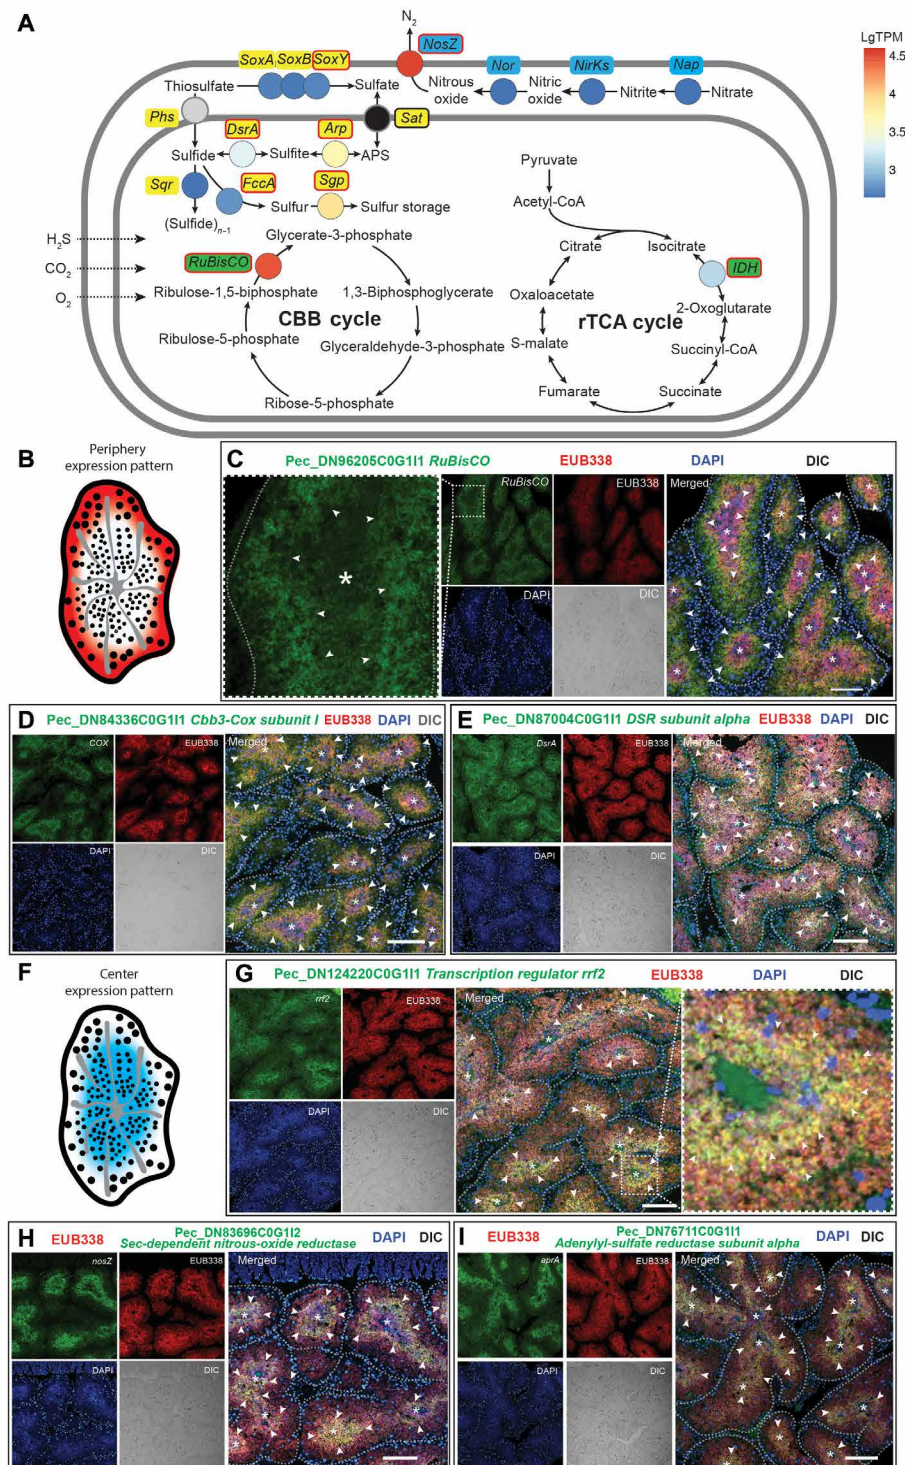 A
N2
NosZ
LgTPM
4.5
4
3.5
3
SoxA SoxB SoxY
Nor
NirKs
Nap
Thiosulfate
Sulfate
Nitrous
oxide
Nitric
oxide
Nitrite
Nitrate
Phs
DsrA
Arp
Sat
Sulfide
Sulfite
APS
Pyruvate
Sqr
FccA
Sgp
Sulfur
Sulfur storage
Acetyl-CoA
(Sulfide)n−1
Glycerate-3-phosphate
Citrate
Isocitrate
H2S
CO2
O2
RuBisCO
IDH
Ribulose-1,5-biphosphate
1,3-Biphosphoglycerate
Oxaloacetate
2-Oxoglutarate
CBB cycle
rTCA cycle
Ribulose-5-phosphate
Glyceraldehyde-3-phosphate
S-malate
Succinyl-CoA
Ribose-5-phosphate
Fumarate
Succinate
B
Periphery
expression pattern
C
Pec_DN96205C0G1I1 RuBisCO EUB338 DAPI DIC
RuBisCO
EUB338
Merged
DAPI
DIC
D
Pec_DN84336C0G1I1 Cbb3-Cox subunit I EUB338 DAPI DIC
COX
EUB338
Merged
DAPI
DIC
E
Pec_DN87004C0G1I1 DSR subunit alpha EUB338 DAPI DIC
DsrA
EUB338
Merged
DAPI
DIC
F
Center
expression pattern
G
Pec_DN124220C0G1I1 Transcription regulator rrf2 EUB338 DAPI DIC
rrf2
EUB338
Merged
DAPI
DIC
H
EUB338
Pec_DN83696C0G1I2
Sec-dependent nitrous-oxide reductase
DAPI DIC
nosZ
EUB338
Merged
DAPI
DIC
I
EUB338
Pec_DN76711C0G1I1
Adenylyl-sulfate reductase subunit alpha
DAPI DIC
aprA
EUB338
Merged
DAPI
DIC